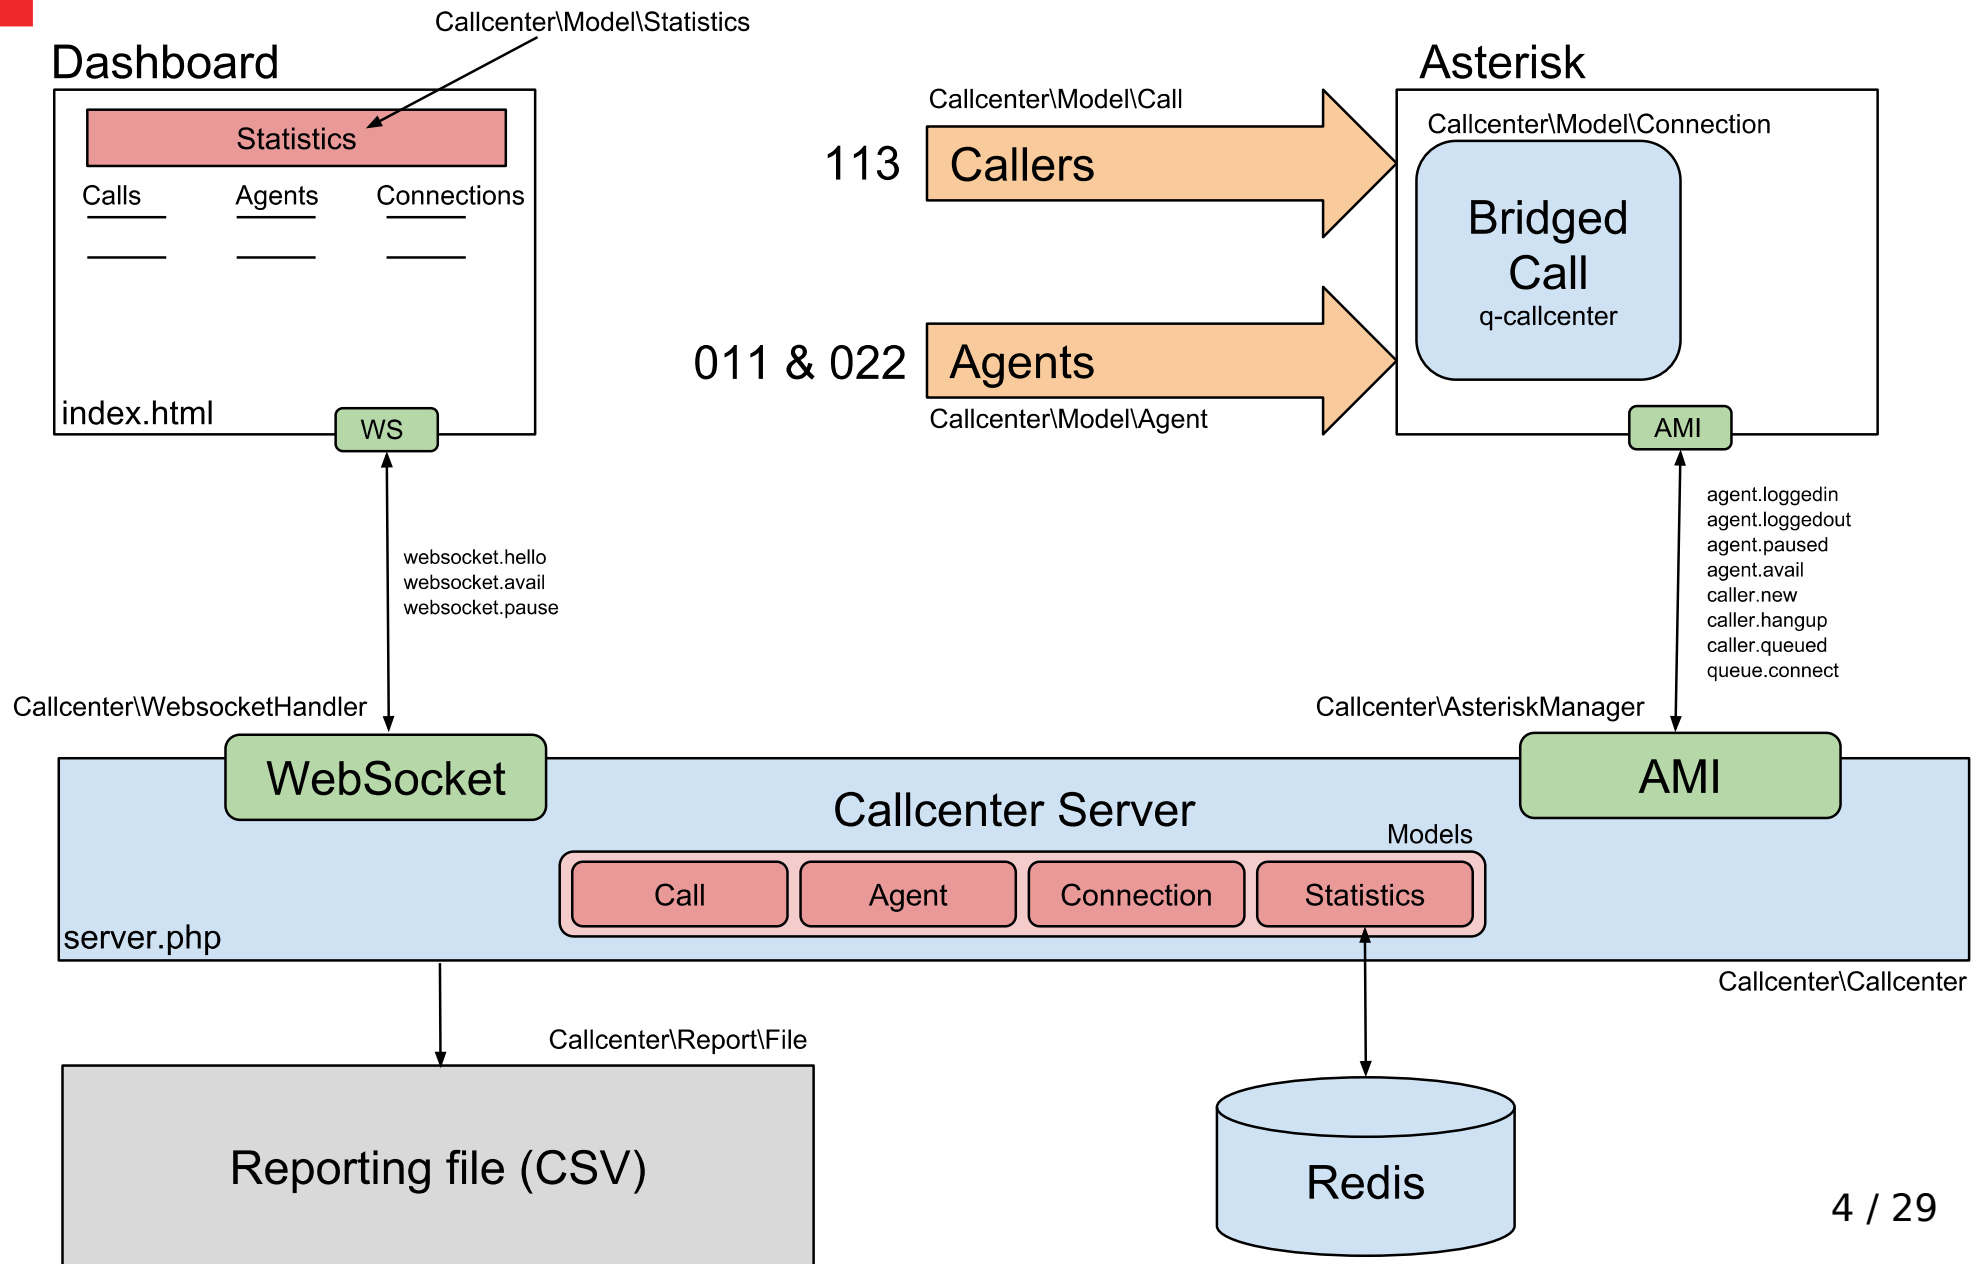 Callcenter\Model\Statistics
Dashboard
Statistics
Calls
Agents
Connections
index.html
WS
Callcenter\Model\Call
113
Callers
011 & 022
Agents
Callcenter\Model\Agent
Asterisk
Callcenter\Model\Connection
Bridged
Call
q-callcenter
AMI
websocket.hello
websocket.avail
websocket.pause
agent.loggedin
agent.loggedout
agent.paused
agent.avail
caller.new
caller.hangup
caller.queued
queue.connect
Callcenter\WebsocketHandler
Callcenter\AsteriskManager
WebSocket
AMI
Callcenter Server
Models
Call
Agent
Connection
Statistics
server.php
Callcenter\Callcenter
Callcenter\Report\File
Reporting file (CSV)
Redis
4 / 29